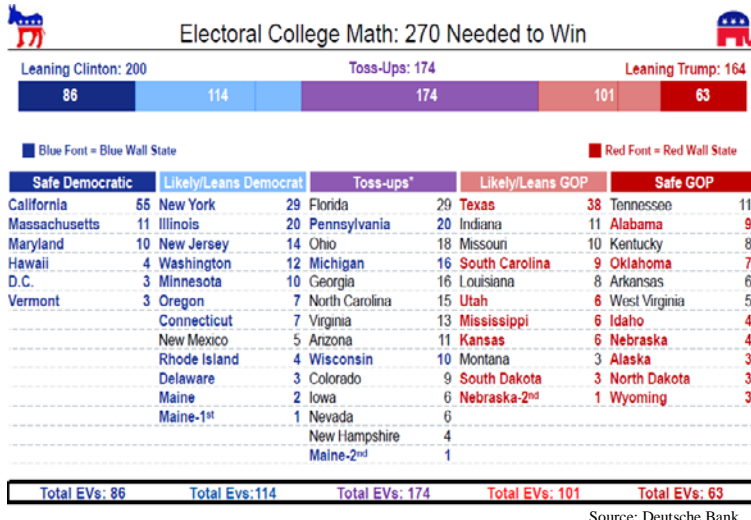 Electoral College Math: 270 Needed to Win
Leaning Clinton: 200 Toss-Ups: 174 Leaning Trump: 164
86 114 174 101 63
Blue Font = Blue Wall State Red Font = Red Wall State
Safe Democratic Likely/Leans Democrat Toss-ups* Likely/Leans GOP Safe GOP
California 55 New York 29 Florida 29 Texas 38 Tennessee 11
Massachusetts 11 Illinois 20 Pennsylvania 20 Indiana 11 Alabama 9
Maryland 10 New Jersey 14 Ohio 18 Missouri 10 Kentucky 8
Hawaii 4 Washington 12 Michigan 16 South Carolina 9 Oklahoma 7
D.C. 3 Minnesota 10 Georgia 16 Louisiana 8 Arkansas 6
Vermont 3 Oregon 7 North Carolina 15 Utah 6 West Virginia 5
Connecticut 7 Virginia 13 Mississippi 6 Idaho 4
New Mexico 5 Arizona 11 Kansas 6 Nebraska 4
Rhode Island 4 Wisconsin 10 Montana 3 Alaska 3
Delaware 3 Colorado 9 South Dakota 3 North Dakota 3
Maine 2 Iowa 6 Nebraska-2nd 1 Wyoming 3
Maine-1st 1 Nevada 6
New Hampshire 4
Maine-2nd 1
Total EVs: 86 Total Evs:114 Total EVs: 174 Total EVs: 101 Total EVs: 63
Source: Deutsche Bank